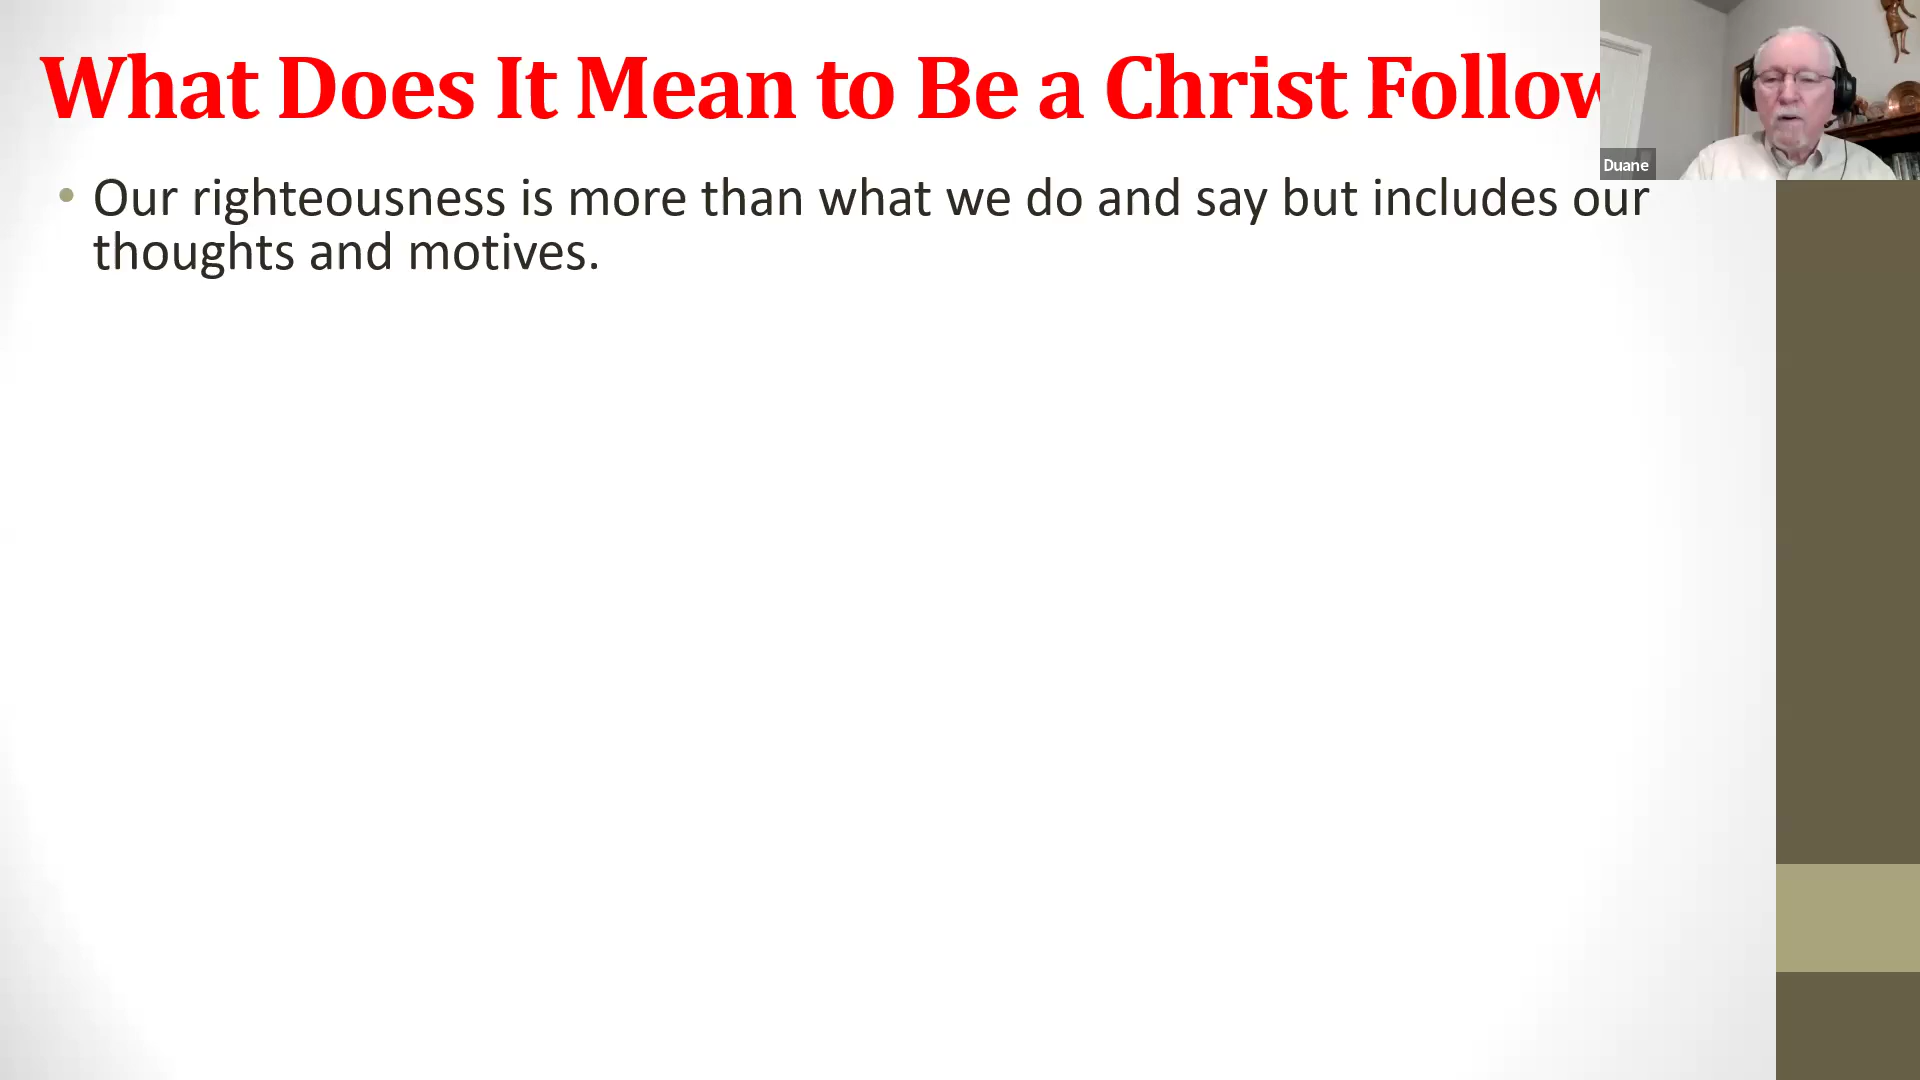 What Does It Mean to Be a Christ Follow
Duane
• Our righteousness is more than what we do and say but includes our
thoughts and motives.